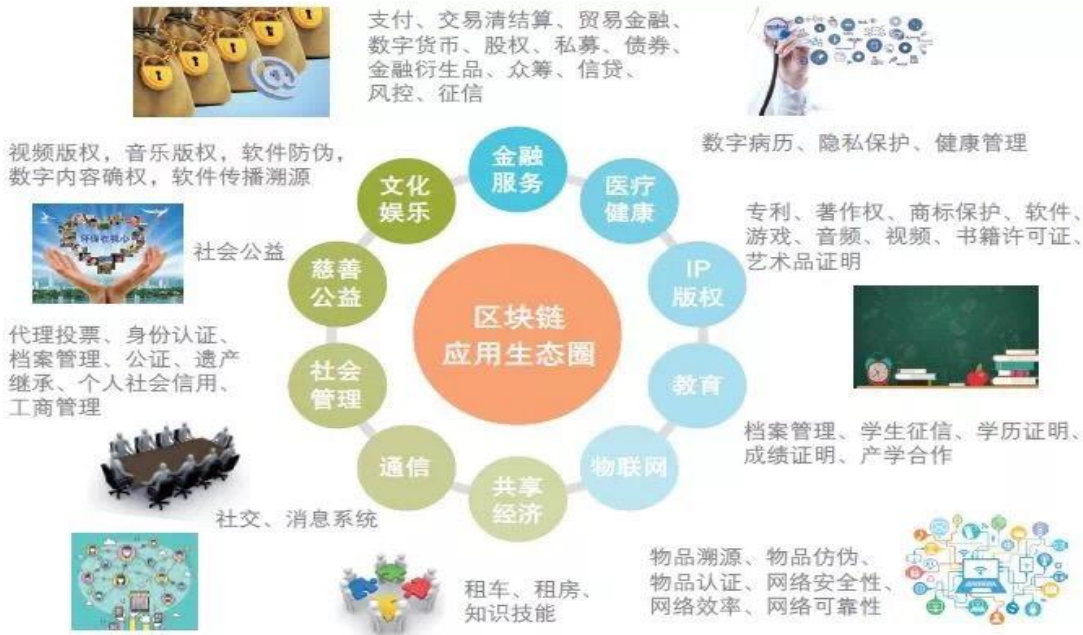 支付、交易清结算、贸易金融、
数字货币、股权、私募、债券、
金融衍生品、众筹、信贷、
风控、征信
数字病历、隐私保护、健康管理
视频版权，音乐版权，软件防伪，
数字内容确权，软件传播溯源
金融
服务
文化
娱乐
医疗
健康
专利、著作权、商标保护、软件、
游戏、音频、视频、书籍许可证、
艺术品证明
社会公益
慈善
公益
IP
版权
区块链
应用生态圈
代理投票、身份认证、
档案管理、公证、遗产
继承、个人社会信用、
工商管理
社会
管理
教育
档案管理、学生征信、学历证明、
成绩证明、产学合作
通信
物联网
共享
经济
社交、消息系统
租车、租房、
知识技能
物品溯源、物品仿伪、
物品认证、网络安全性、
网络效率、网络可靠性